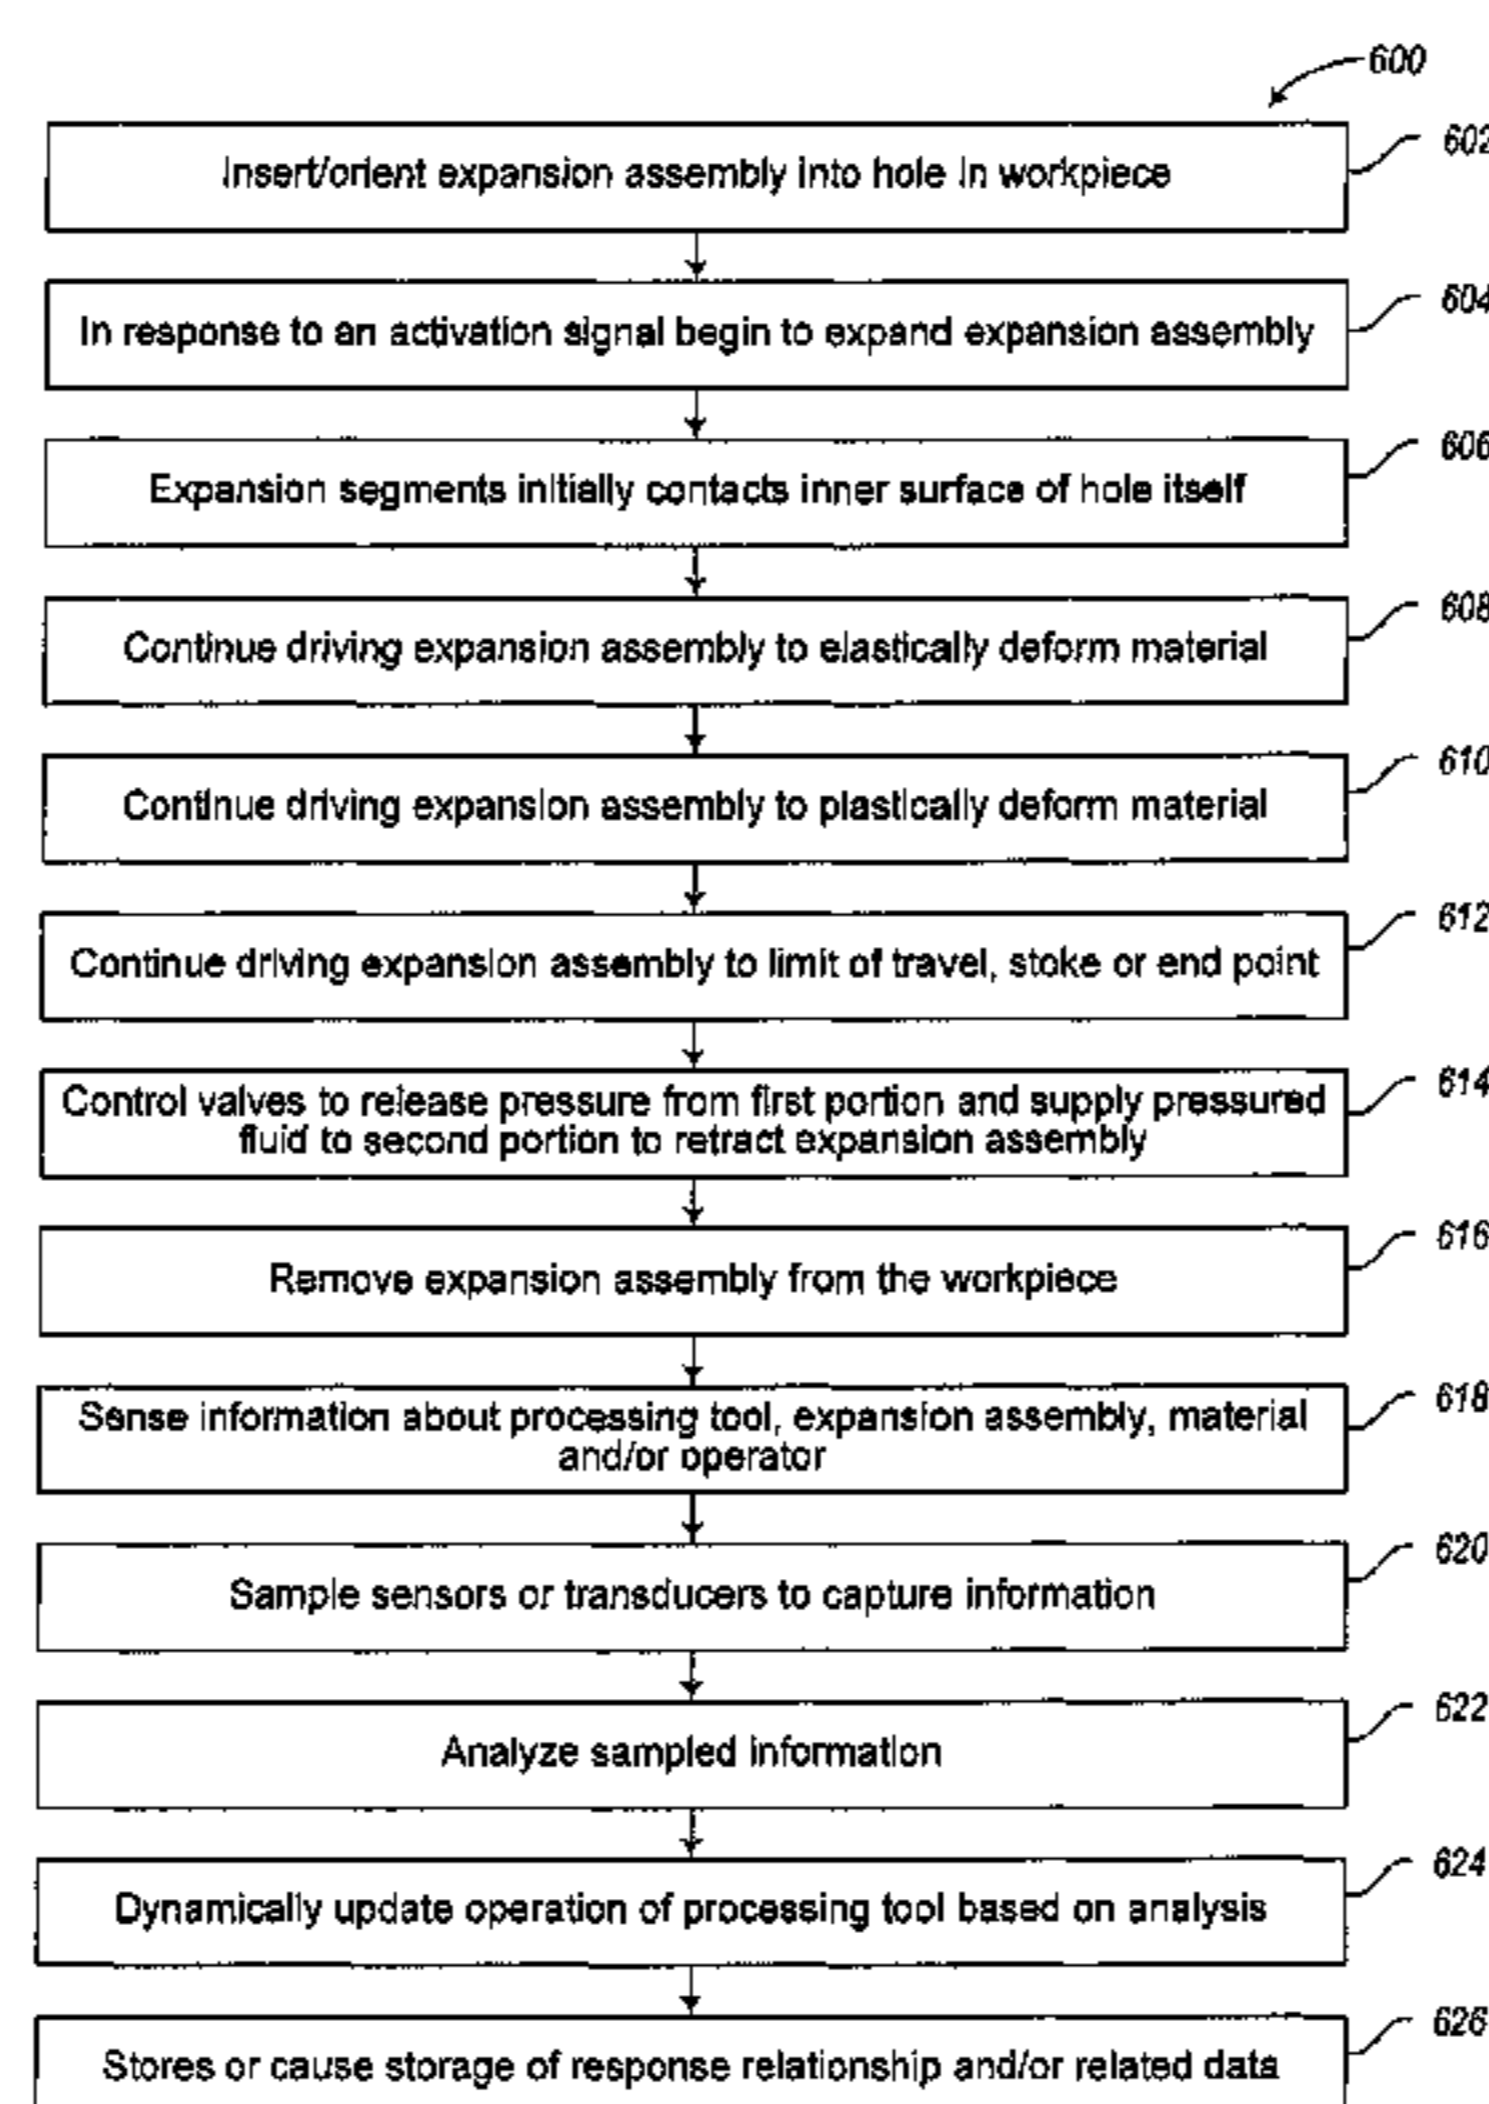 600
Insert/orient expansion assembly into hole in workpiece
602
In response to an activation signal begin to expand expansion assembly
604
Expansion segments initially contacts inner surface of hole itself
606
Continue driving expansion assembly to elastically deform material
608
Continue driving expansion assembly to plastically deform material
610
Continue driving expansion assembly to limit of travel, stoke or end point
612
Control valves to release pressure from first portion and supply pressured
fluid to second portion to retract expansion assembly
614
Remove expansion assembly from the workpiece
616
Sense information about processing tool, expansion assembly, material
and/or operator
618
Sample sensors or transducers to capture information
620
Analyze sampled information
622
Dynamically update operation of processing tool based on analysis
624
Stores or cause storage of response relationship and/or related data
626